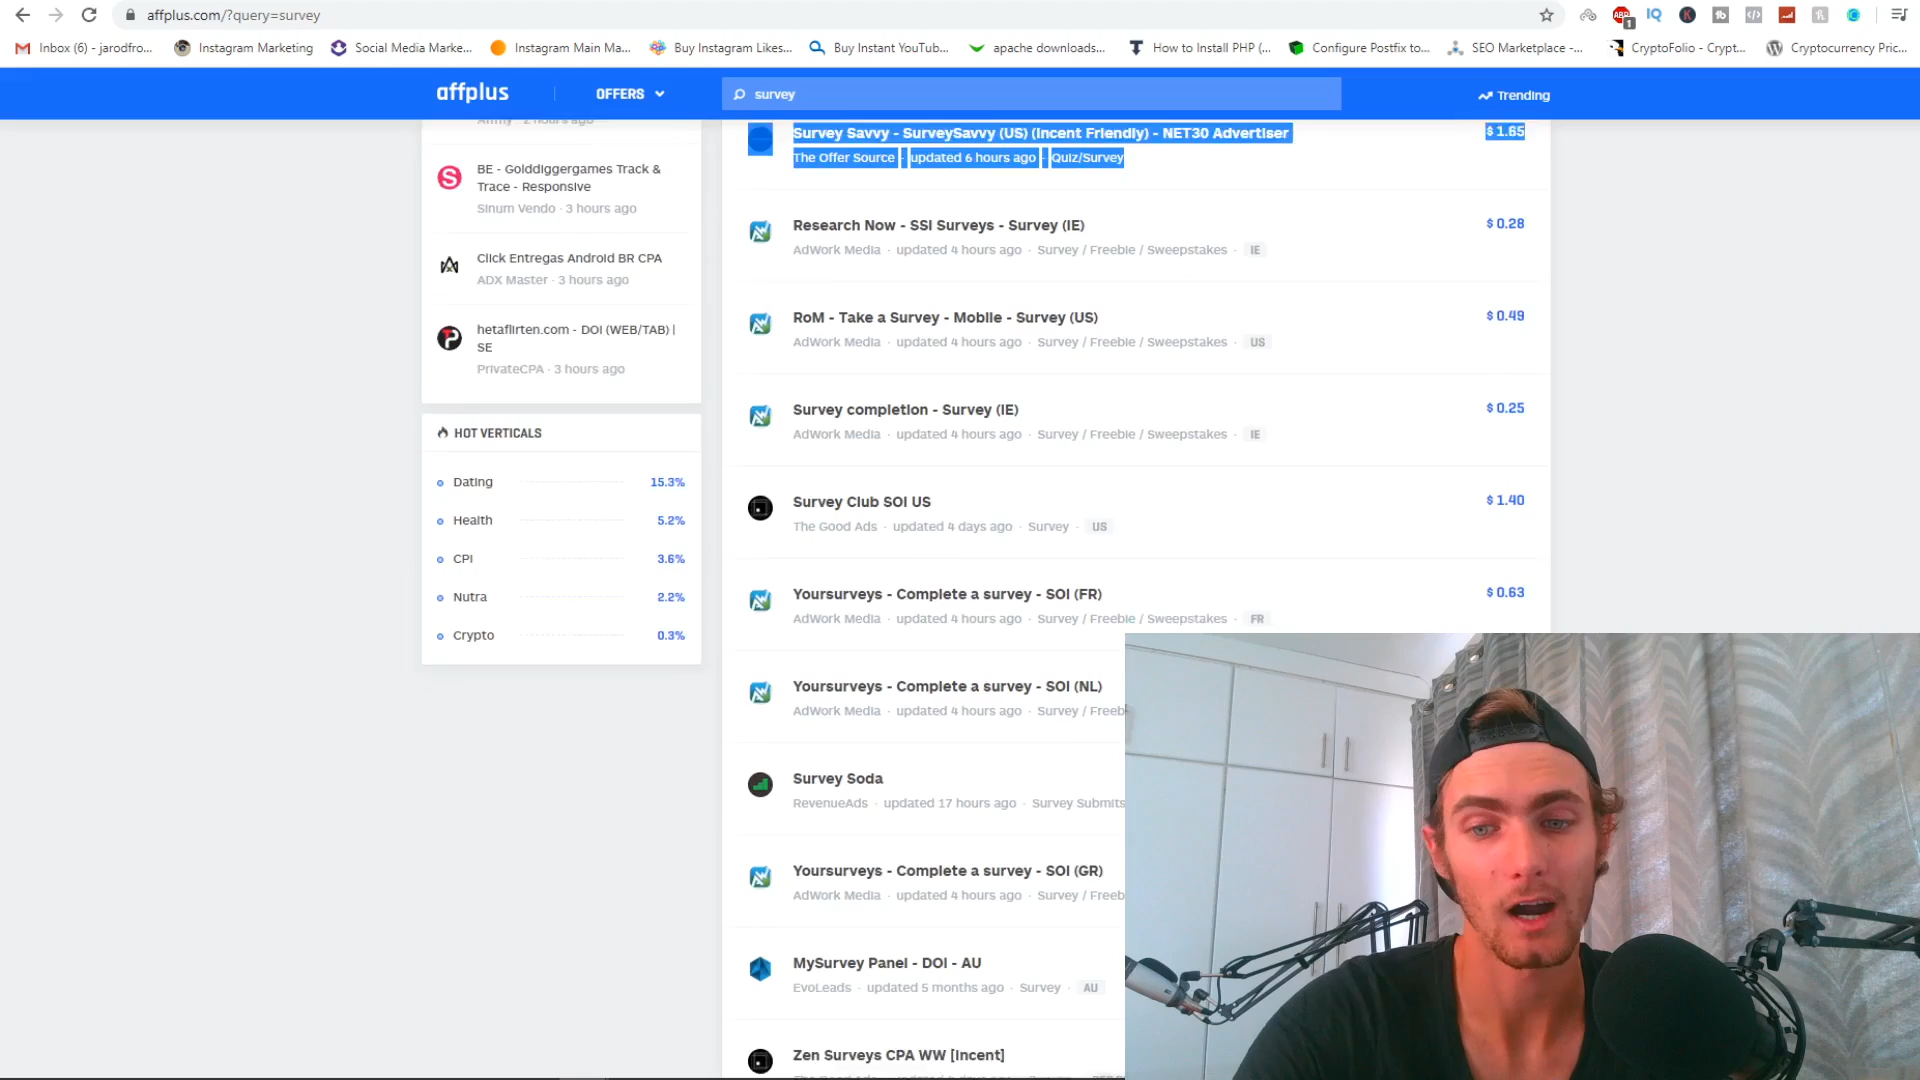 affplus.com/?query=survey
Inbox (6) - jarodfro...
Instagram Marketing
Social Media Marke...
Instagram Main Ma...
Buy Instagram Likes...
Buy Instant YouTub...
apache downloads...
How to Install PHP (...
Configure Postfix to...
SEO Marketplace -...
CryptoFolio - Crypt...
Cryptocurrency Pric...
affplus
OFFERS
survey
Trending
BE - Golddiggergames Track &
Trace - Responsive
Sinum Vendo · 3 hours ago
Click Entregas Android BR CPA
ADX Master · 3 hours ago
hetaflirten.com - DOI (WEB/TAB) |
SE
PrivateCPA · 3 hours ago
HOT VERTICALS
Dating 15.3%
Health 5.2%
CPI 3.6%
Nutra 2.2%
Crypto 0.3%
Survey Savvy - SurveySavvy (US) (Incent Friendly) - NET30 Advertiser $ 1.65
The Offer Source · updated 6 hours ago · Quiz/Survey
Research Now - SSI Surveys - Survey (IE) $ 0.28
AdWork Media · updated 4 hours ago · Survey / Freebie / Sweepstakes · IE
RoM - Take a Survey - Mobile - Survey (US) $ 0.49
AdWork Media · updated 4 hours ago · Survey / Freebie / Sweepstakes · US
Survey completion - Survey (IE) $ 0.25
AdWork Media · updated 4 hours ago · Survey / Freebie / Sweepstakes · IE
Survey Club SOI US $ 1.40
The Good Ads · updated 4 days ago · Survey · US
Yoursurveys - Complete a survey - SOI (FR) $ 0.63
AdWork Media · updated 4 hours ago · Survey / Freebie / Sweepstakes · FR
Yoursurveys - Complete a survey - SOI (NL)
AdWork Media · updated 4 hours ago · Survey / Freeb
Survey Soda
RevenueAds · updated 17 hours ago · Survey Submits
Yoursurveys - Complete a survey - SOI (GR)
AdWork Media · updated 4 hours ago · Survey / Freeb
MySurvey Panel - DOI - AU
EvoLeads · updated 5 months ago · Survey · AU
Zen Surveys CPA WW [Incent]